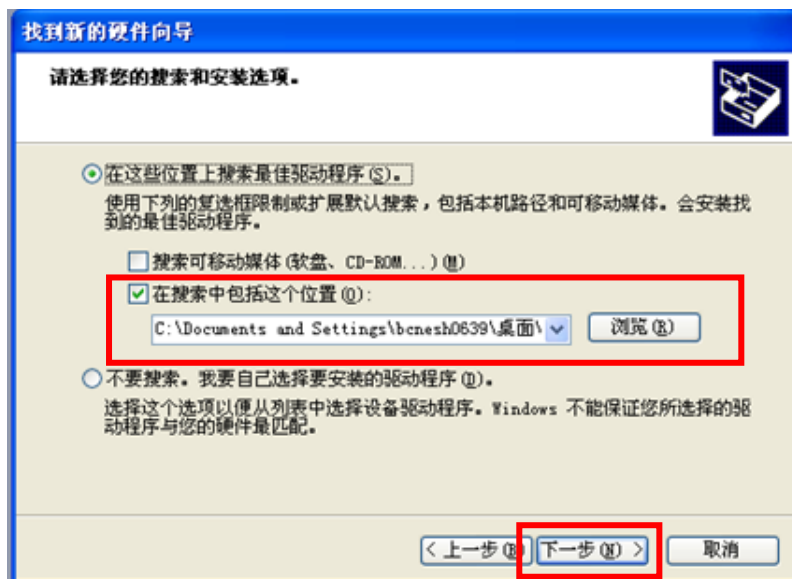 找到新的硬件向导
请选择您的搜索和安装选项。
在这些位置上搜索最佳驱动程序(S)。
使用下列的复选框限制或扩展默认搜索，包括本机路径和可移动媒体。会安装找
到的最佳驱动程序。
搜索可移动媒体(软盘、CD-ROM...)(M)
在搜索中包括这个位置(O):
C:\Documents and Settings\bcnesh0639\桌面\
浏览(R)
不要搜索。我要自己选择要安装的驱动程序(D)。
选择这个选项以便从列表中选择设备驱动程序。Windows 不能保证您所选择的驱
动程序与您的硬件最匹配。
< 上一步(B) 下一步(N) > 取消